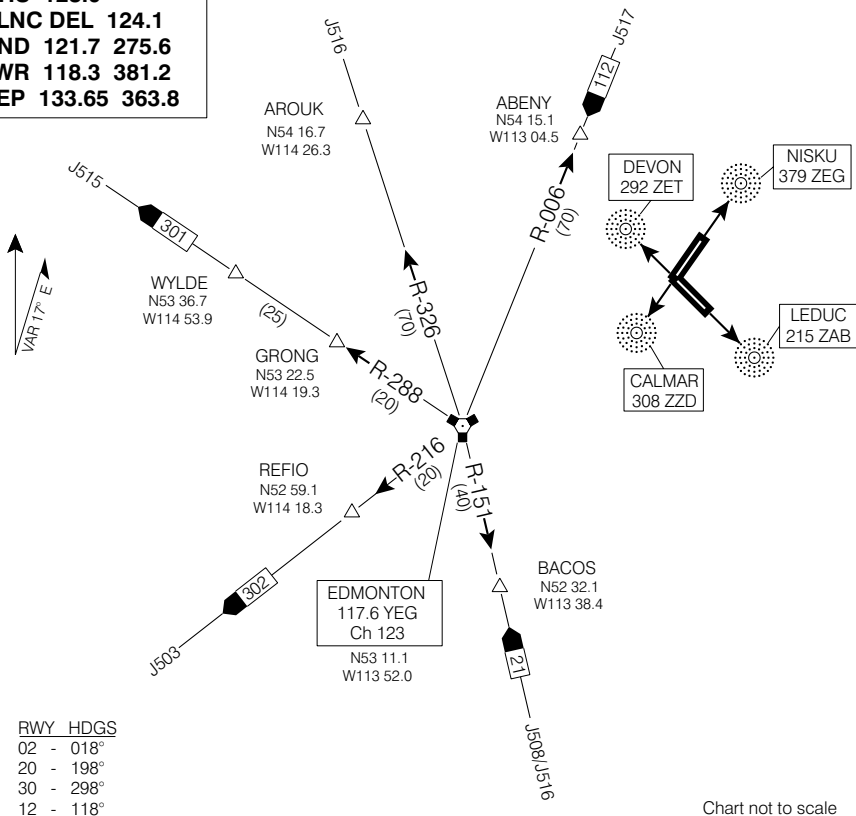 LNC DEL 124.1
ND 121.7 275.6
WR 118.3 381.2
EP 133.65 363.8
J516
J517
112
AROUK
N54 16.7
W114 26.3
ABENY
N54 15.1
W113 04.5
DEVON
292 ZET
NISKU
379 ZEG
J515
301
R-006
(70)
WYLDE
N53 36.7
W114 53.9
(25)
R-326
(70)
VAR 17° E
GRONG
N53 22.5
W114 19.3
R-288
(20)
LEDUC
215 ZAB
CALMAR
308 ZZD
REFIO
N52 59.1
W114 18.3
R-216
(20)
R-151
(40)
302
J503
EDMONTON
117.6 YEG
Ch 123
N53 11.1
W113 52.0
BACOS
N52 32.1
W113 38.4
21
J508/J516
RWY HDGS
02 - 018°
20 - 198°
30 - 298°
12 - 118°
Chart not to scale